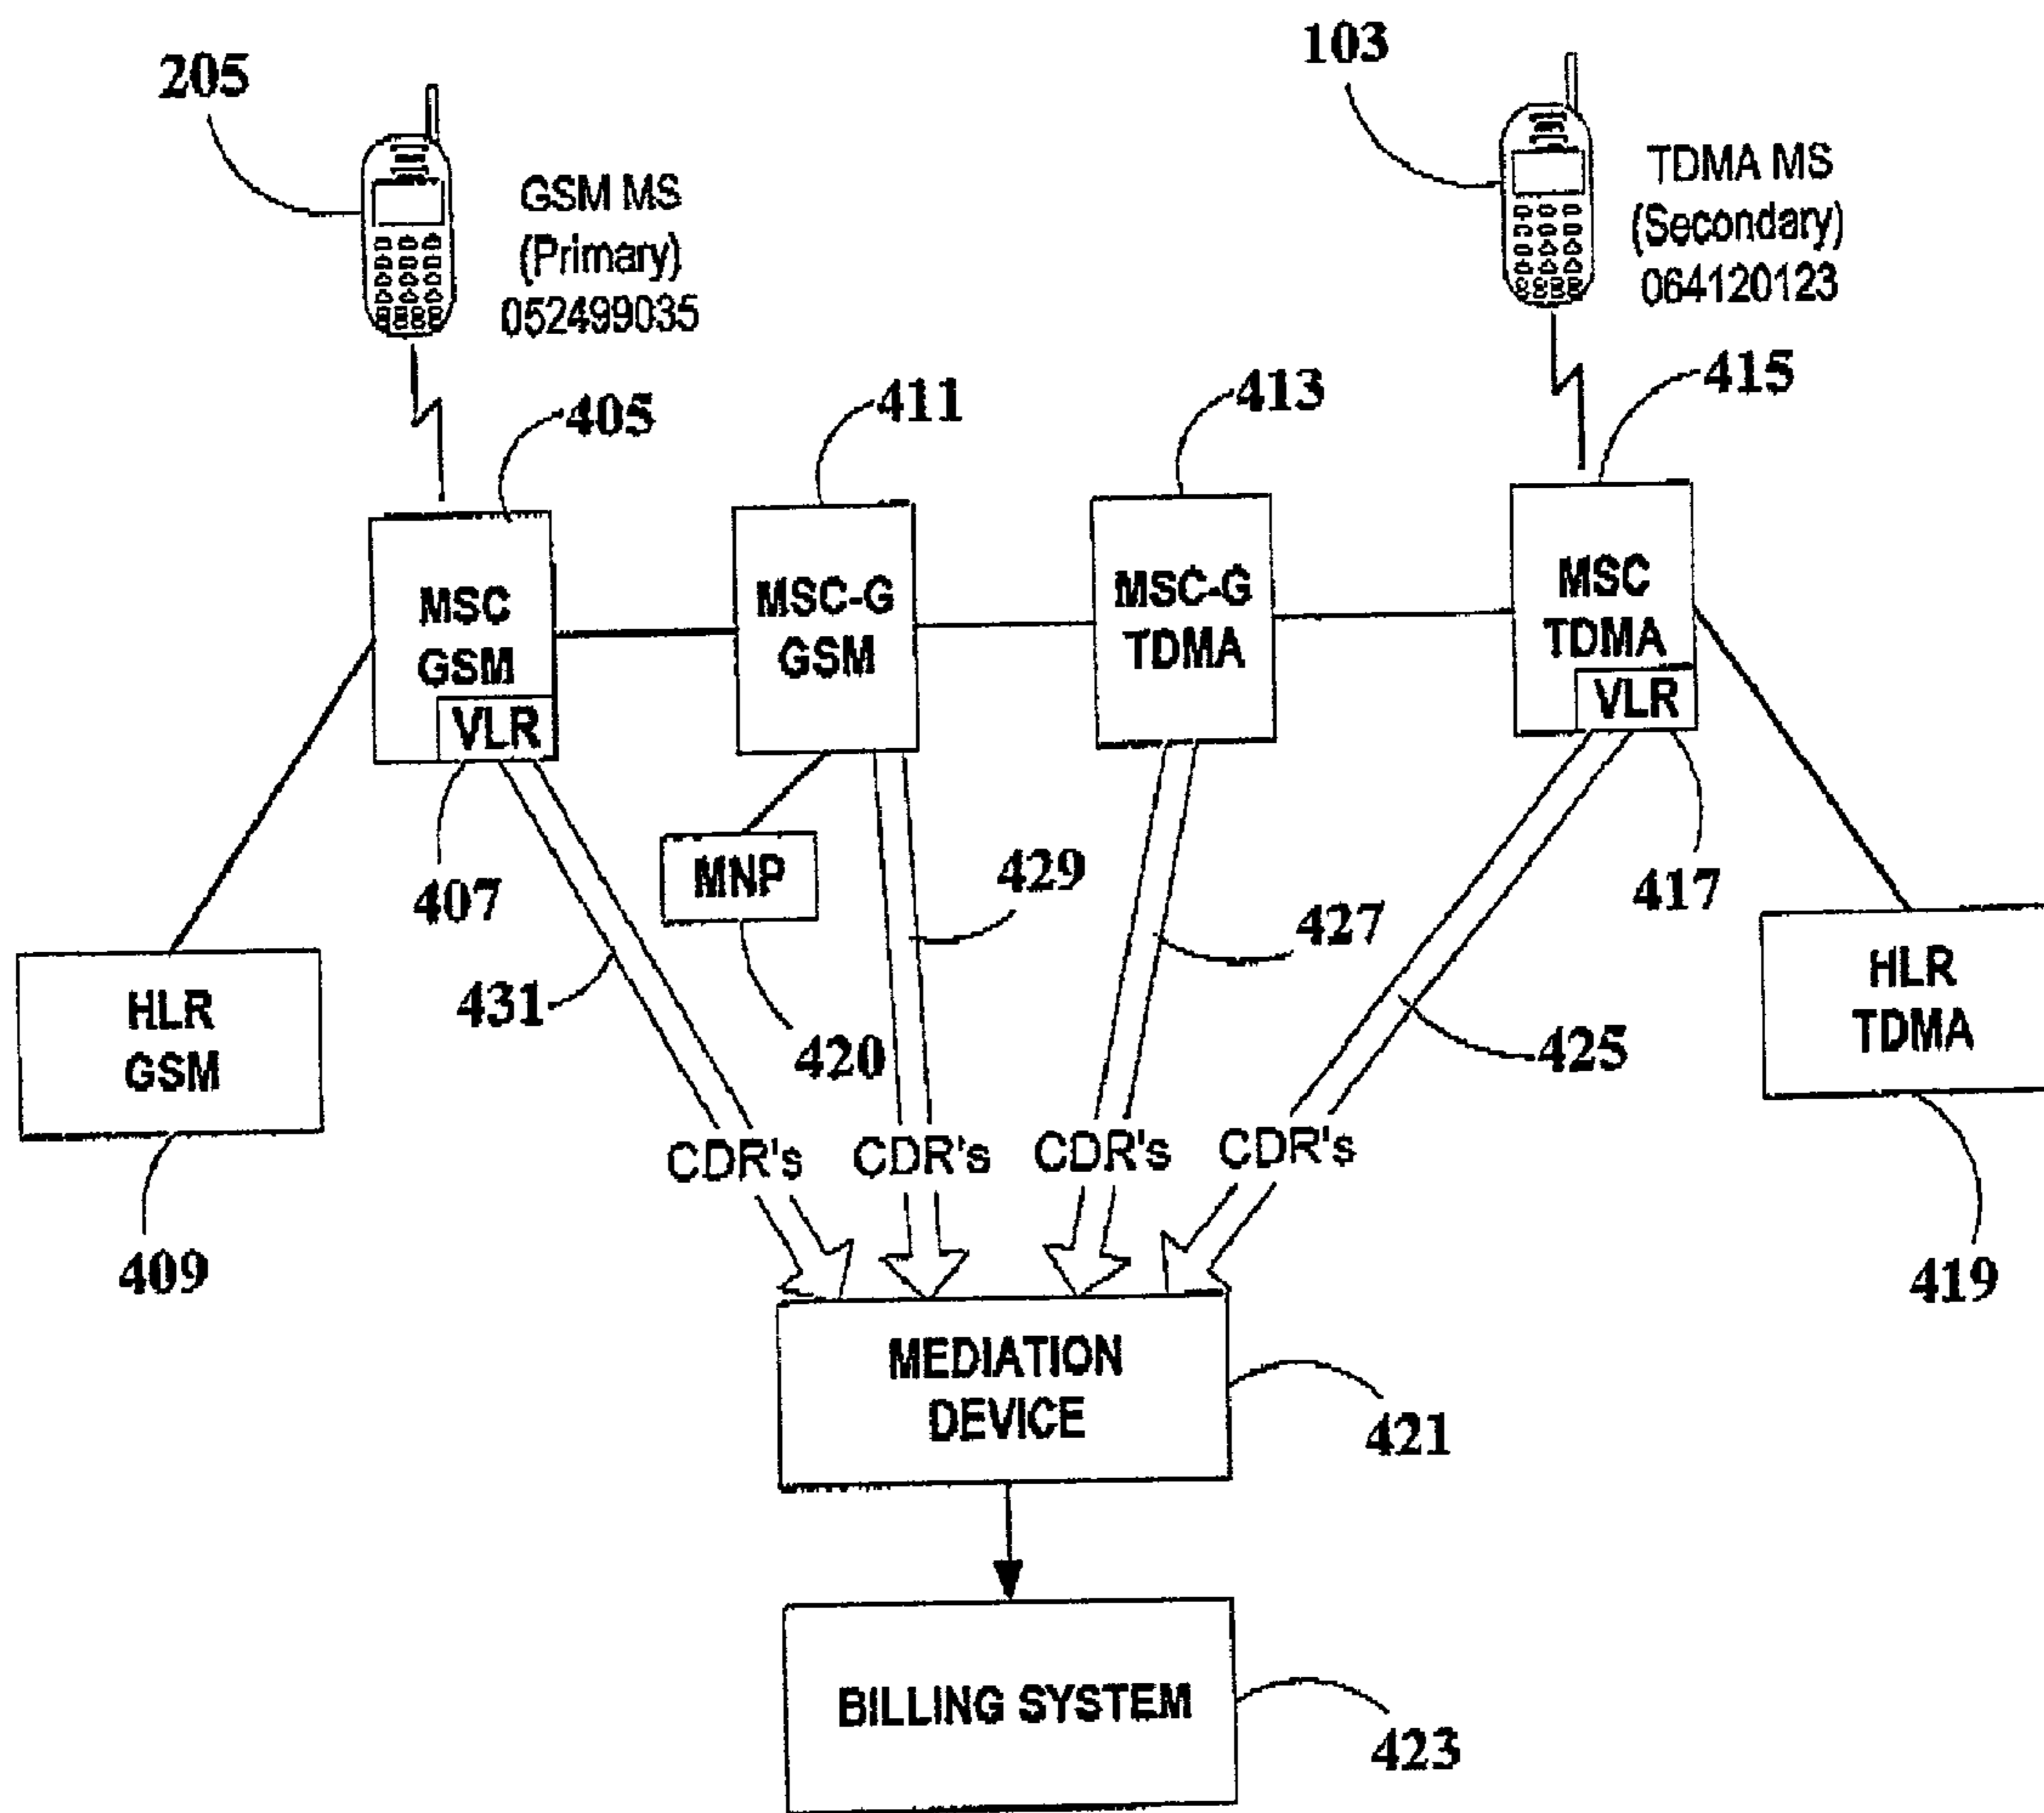 205
103
GSM MS
(Primary)
052499035
TDMA MS
(Secondary)
064120123
405
411
413
415
MSC
GSM
VLR
MSC-G
GSM
MSC-G
TDMA
MSC
TDMA
VLR
407
MNP
429
427
417
431
420
425
HLR
GSM
HLR
TDMA
CDR's
CDR's
CDR's
CDR's
409
419
MEDIATION
DEVICE
421
BILLING SYSTEM
423